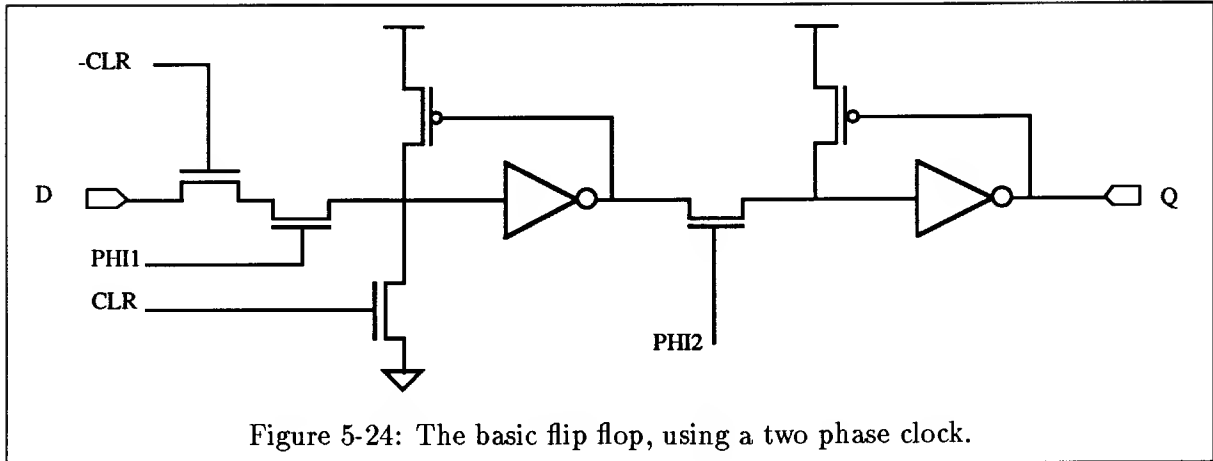 -CLR
D
Q
PHI1
CLR
PHI2
Figure 5-24: The basic flip flop, using a two phase clock.